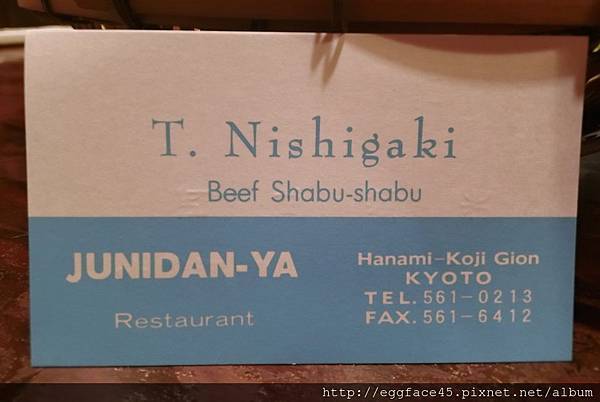 T. Nishigaki
Beef Shabu-shabu
JUNIDAN-YA
Restaurant
Hanami-Koji Gion
KYOTO
TEL. 561-0213
FAX. 561-6412
http://eggface45.pixnet.net/album